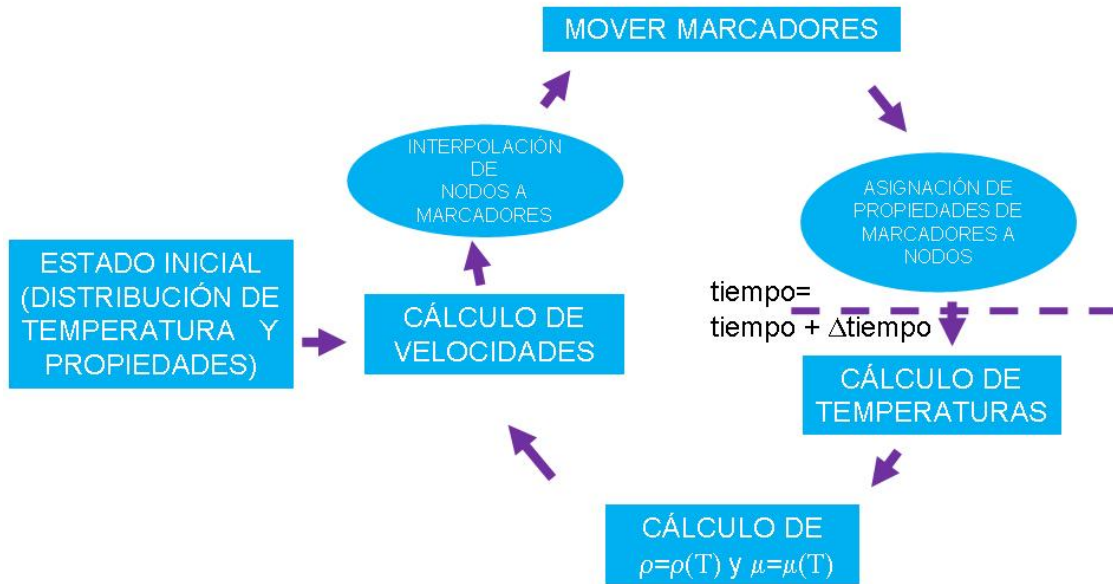 MOVER MARCADORES
INTERPOLACIÓN
DE
NODOS A
MARCADORES
ASIGNACIÓN DE
PROPIEDADES DE
MARCADORES A
NODOS
ESTADO INICIAL
(DISTRIBUCIÓN DE
TEMPERATURA Y
PROPIEDADES)
CÁLCULO DE
VELOCIDADES
tiempo=
tiempo + Δtiempo
CÁLCULO DE
TEMPERATURAS
CÁLCULO DE
ρ=ρ(T) y μ=μ(T)